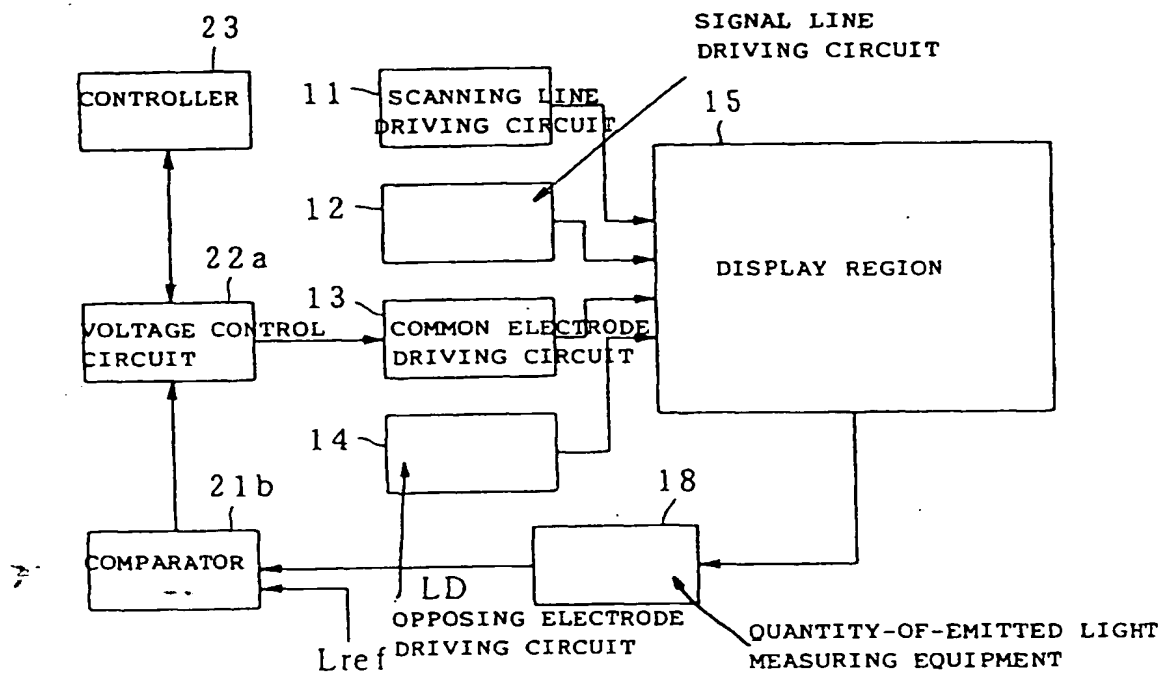 SIGNAL LINE
DRIVING CIRCUIT
23
CONTROLLER
11
SCANNING LINE
DRIVING CIRCUIT
15
12
DISPLAY REGION
22a
VOLTAGE CONTROL
CIRCUIT
13
COMMON ELECTRODE
DRIVING CIRCUIT
14
21b
COMPARATOR
18
LD
OPPOSING ELECTRODE
DRIVING CIRCUIT
Lref
QUANTITY-OF-EMITTED LIGHT
MEASURING EQUIPMENT